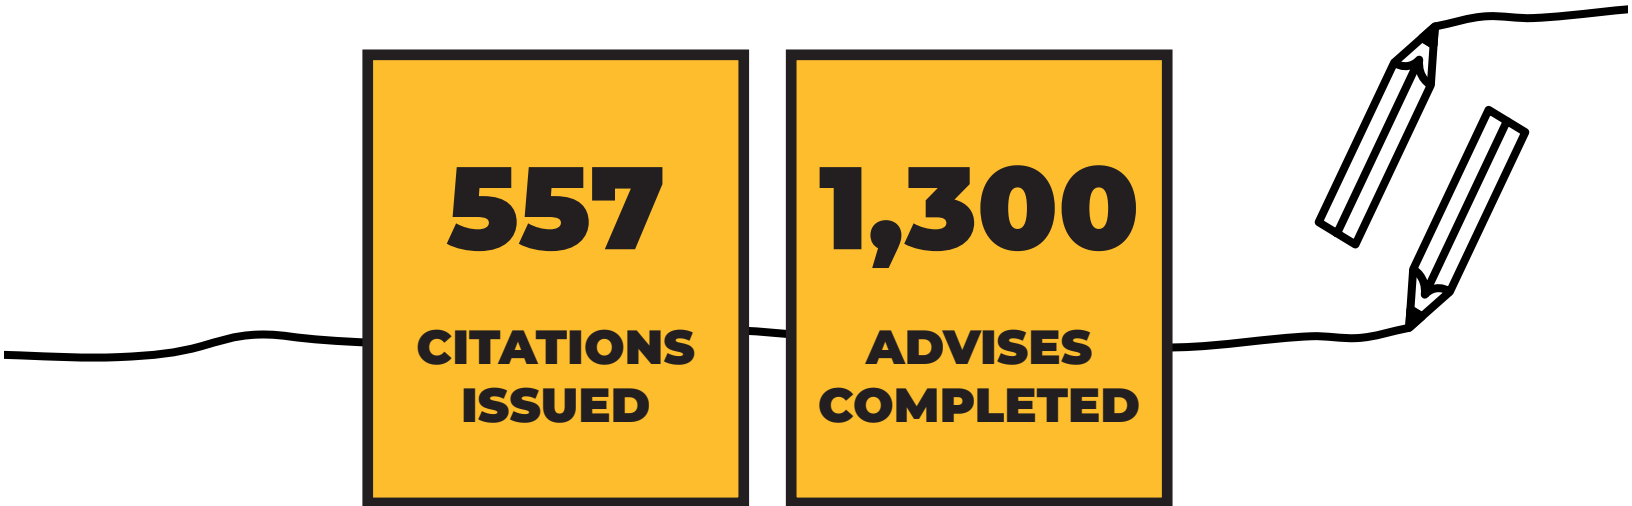 557
CITATIONS
ISSUED
1,300
ADVISES
COMPLETED